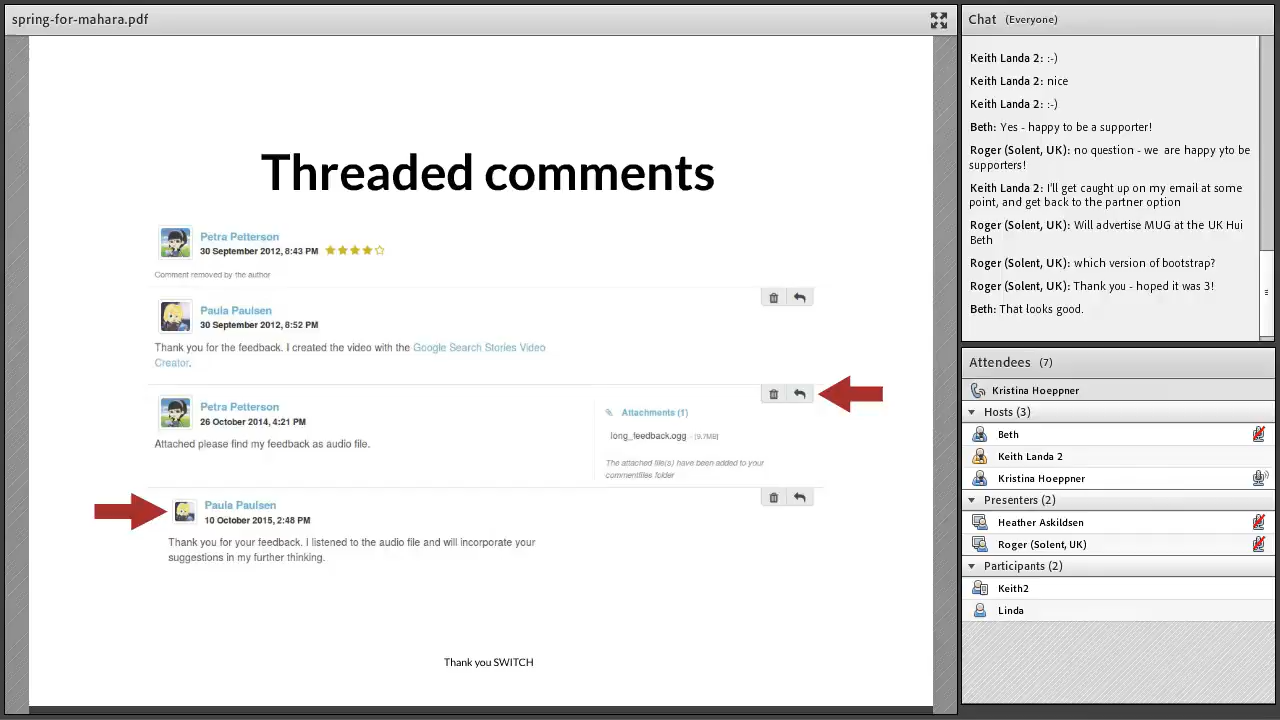 spring-for-mahara.pdf
Threaded comments
Petra Petterson
30 September 2012, 8:43 PM
Comment removed by the author
Paula Paulsen
30 September 2012, 8:52 PM
Thank you for the feedback. I created the video with the Google Search Stories Video
Creator.
Petra Petterson
26 October 2014, 4:21 PM
Attached please find my feedback as audio file.
Attachments (1)
long_feedback.ogg - [9.7MB]
The attached file(s) have been added to your
commentfiles folder
Paula Paulsen
10 October 2015, 2:48 PM
Thank you for your feedback. I listened to the audio file and will incorporate your
suggestions in my further thinking.
Thank you SWITCH
Chat (Everyone)
Keith Landa 2: :-)
Keith Landa 2: nice
Keith Landa 2: :-)
Beth: Yes - happy to be a supporter!
Roger (Solent, UK): no question - we are happy yto be
supporters!
Keith Landa 2: I'll get caught up on my email at some
point, and get back to the partner option
Roger (Solent, UK): Will advertise MUG at the UK Hui
Beth
Roger (Solent, UK): which version of bootstrap?
Roger (Solent, UK): Thank you - hoped it was 3!
Beth: That looks good.
Attendees (7)
Kristina Hoeppner
Hosts (3)
Beth
Keith Landa 2
Kristina Hoeppner
Presenters (2)
Heather Askildsen
Roger (Solent, UK)
Participants (2)
Keith2
Linda